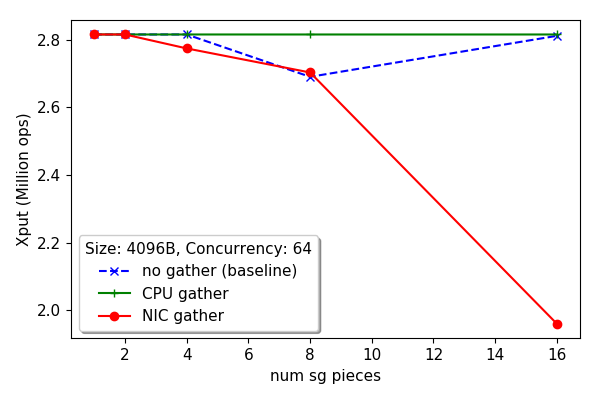 2.8
2.6
2.4
2.2
2.0
Xput (Million ops)
Size: 4096B, Concurrency: 64
no gather (baseline)
CPU gather
NIC gather
2 4 6 8 10 12 14 16
num sg pieces